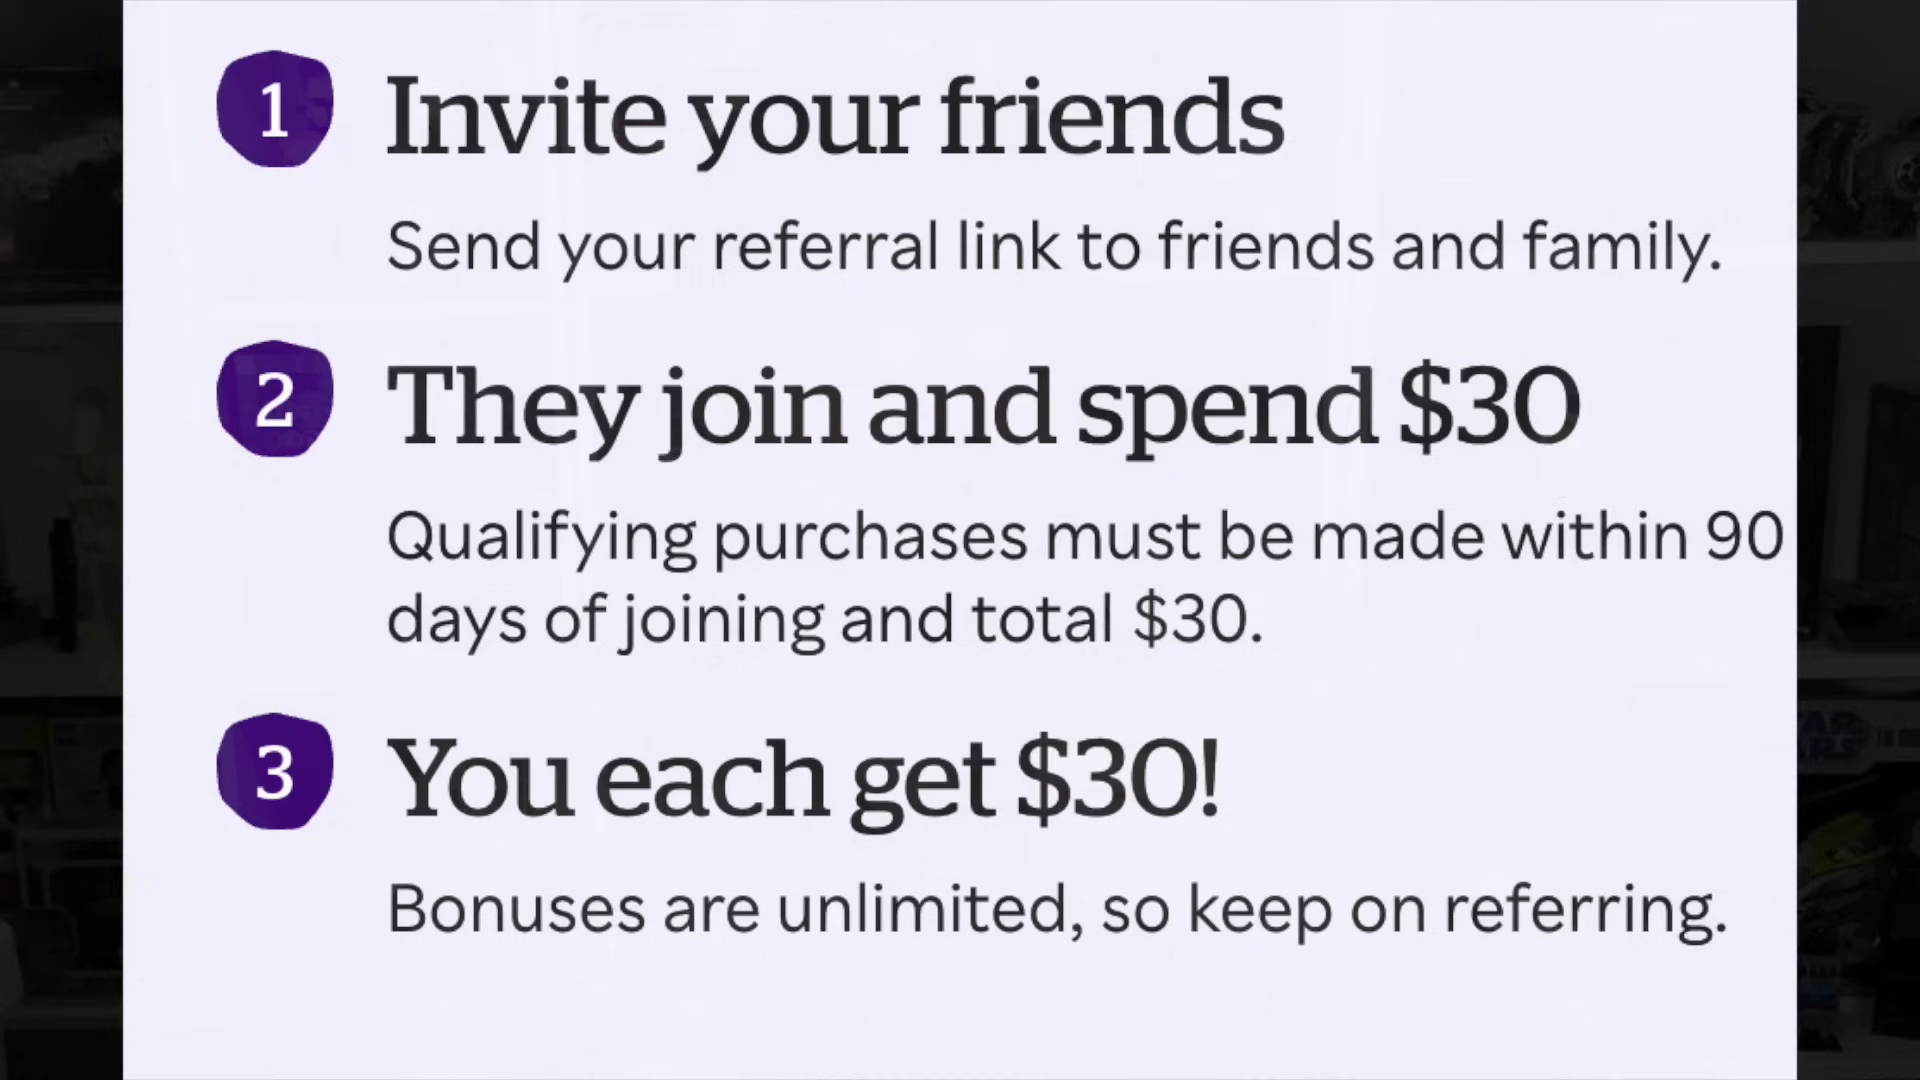 1 Invite your friends
Send your referral link to friends and family.
2 They join and spend $30
Qualifying purchases must be made within 90
days of joining and total $30.
3 You each get $30!
Bonuses are unlimited, so keep on referring.